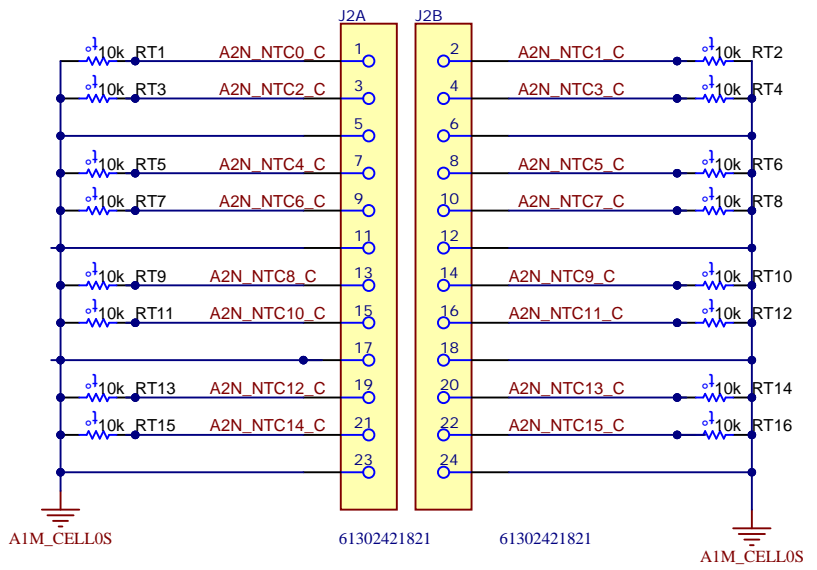 J2A J2B
10k RT1 A2N_NTC0_C 1 2 A2N_NTC1_C 10k RT2
10k RT3 A2N_NTC2_C 3 4 A2N_NTC3_C 10k RT4
5 6
10k RT5 A2N_NTC4_C 7 8 A2N_NTC5_C 10k RT6
10k RT7 A2N_NTC6_C 9 10 A2N_NTC7_C 10k RT8
11 12
10k RT9 A2N_NTC8_C 13 14 A2N_NTC9_C 10k RT10
10k RT11 A2N_NTC10_C 15 16 A2N_NTC11_C 10k RT12
17 18
10k RT13 A2N_NTC12_C 19 20 A2N_NTC13_C 10k RT14
10k RT15 A2N_NTC14_C 21 22 A2N_NTC15_C 10k RT16
23 24
A1M_CELL0S 61302421821 61302421821
A1M_CELL0S